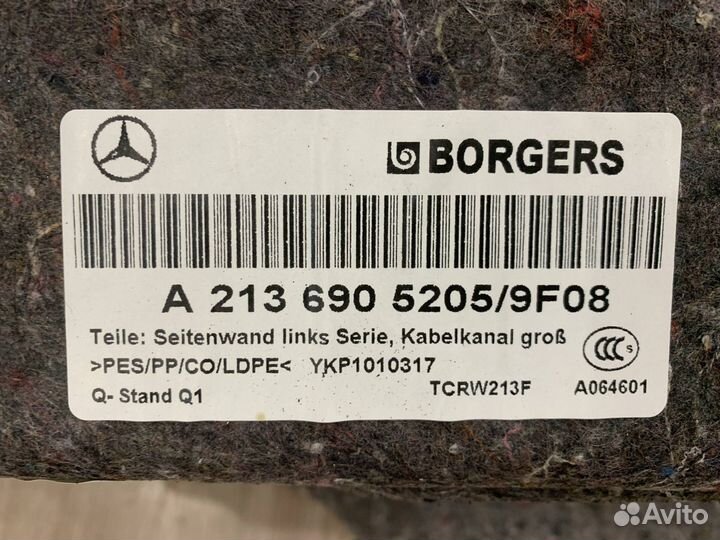 BORGERS
A 213 690 5205/9F08
Teile: Seitenwand links Serie, Kabelkanal groß
>PES/PP/CO/LDPE< YKP1010317
CCC S
Q- Stand Q1 TCRW213F A064601
Avito